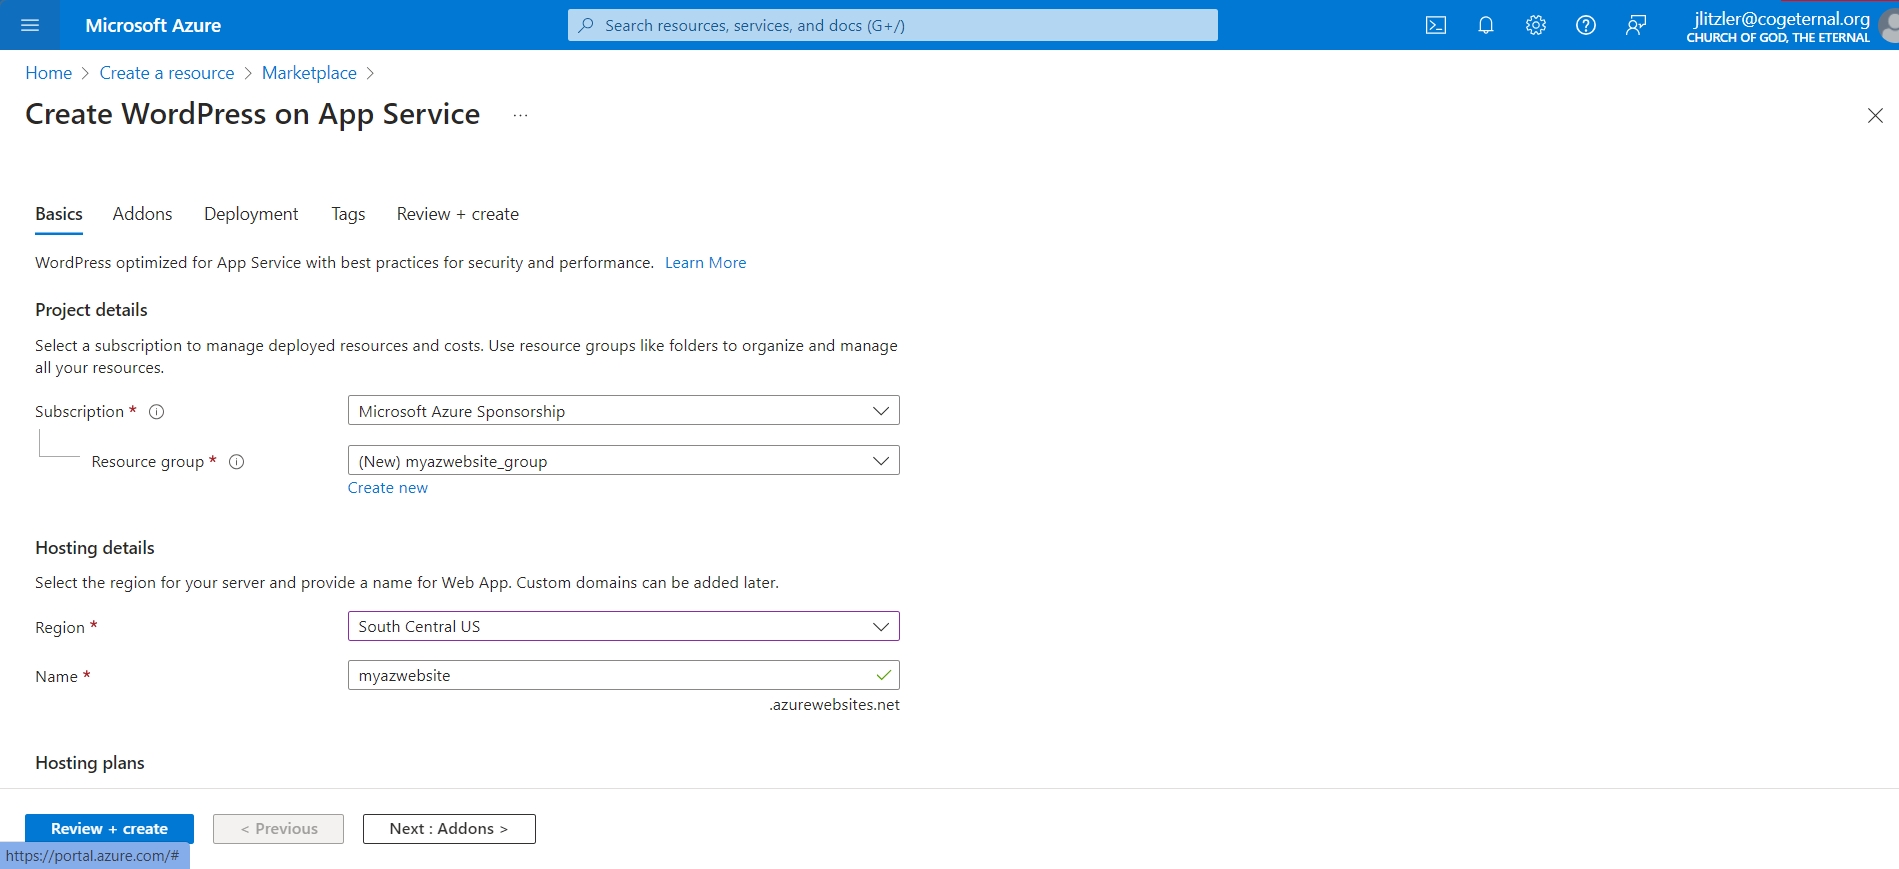 Microsoft Azure
Search resources, services, and docs (G+/)
jlitzler@cogeternal.org
CHURCH OF GOD, THE ETERNAL
Home > Create a resource > Marketplace >
Create WordPress on App Service ...
Basics Addons Deployment Tags Review + create
WordPress optimized for App Service with best practices for security and performance. Learn More
Project details
Select a subscription to manage deployed resources and costs. Use resource groups like folders to organize and manage
all your resources.
Subscription * Microsoft Azure Sponsorship
Resource group * (New) myazwebsite_group
Create new
Hosting details
Select the region for your server and provide a name for Web App. Custom domains can be added later.
Region * South Central US
Name * myazwebsite
.azurewebsites.net
Hosting plans
Review + create < Previous Next : Addons >
https://portal.azure.com/#